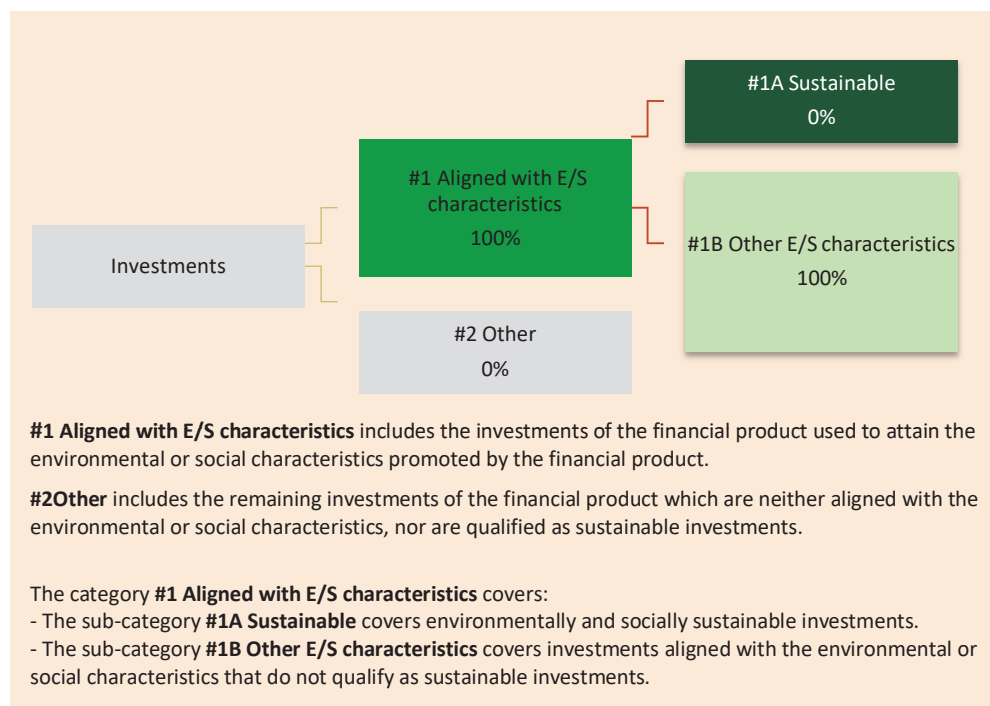 #1A Sustainable
0%
#1 Aligned with E/S
characteristics
100%
#1B Other E/S characteristics
100%
Investments
#2 Other
0%
#1 Aligned with E/S characteristics includes the investments of the financial product used to attain the
environmental or social characteristics promoted by the financial product.
#2Other includes the remaining investments of the financial product which are neither aligned with the
environmental or social characteristics, nor are qualified as sustainable investments.
The category #1 Aligned with E/S characteristics covers:
- The sub-category #1A Sustainable covers environmentally and socially sustainable investments.
- The sub-category #1B Other E/S characteristics covers investments aligned with the environmental or
social characteristics that do not qualify as sustainable investments.